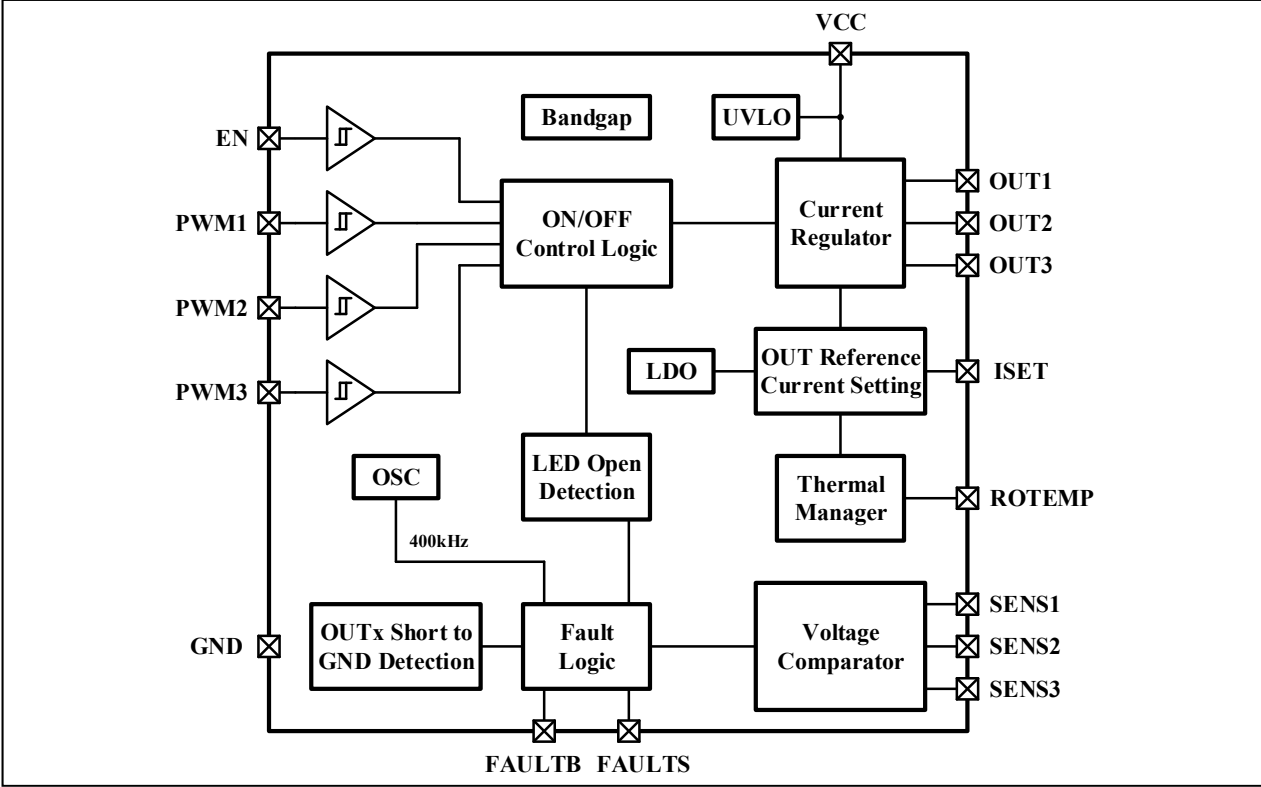 VCC
Bandgap
UVLO
EN
PWM1
PWM2
PWM3
ON/OFF
Control Logic
Current
Regulator
OUT1
OUT2
OUT3
LDO
OUT Reference
Current Setting
ISET
OSC
400kHz
LED Open
Detection
Thermal
Manager
ROTEMP
GND
OUTx Short to
GND Detection
Fault
Logic
Voltage
Comparator
SENS1
SENS2
SENS3
FAULTB
FAULTS